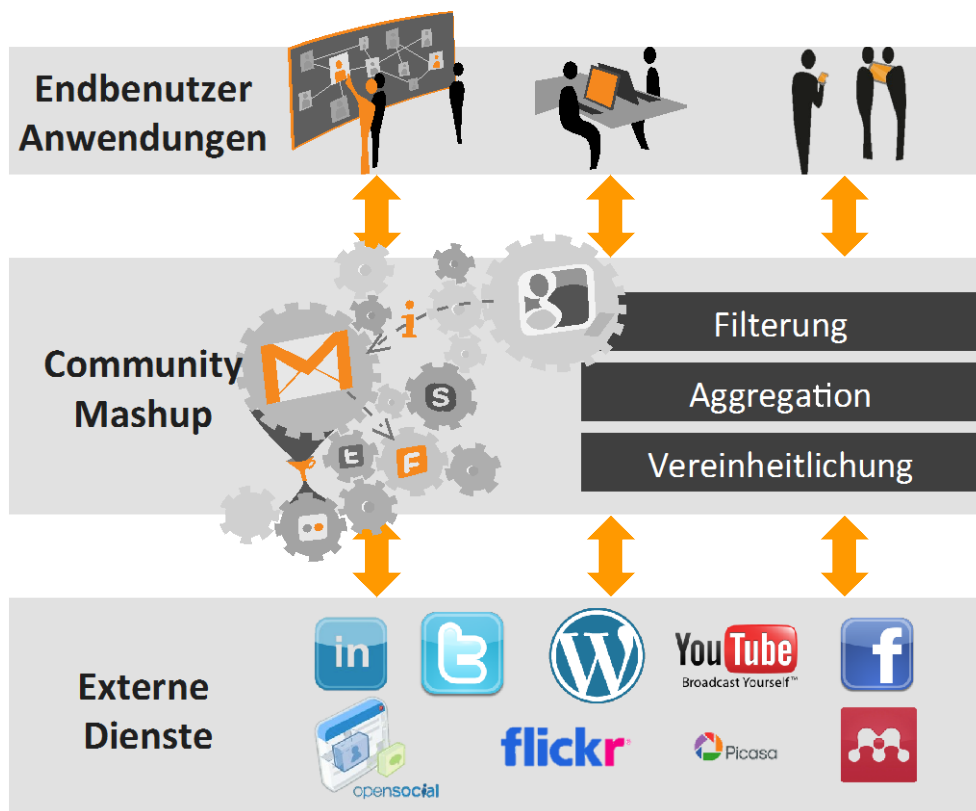 Endbenutzer
Anwendungen
i
Filterung
Community
Mashup
Aggregation
S
t
F
Vereinheitlichung
in
t
W
YouTube
Broadcast Yourself™
f
Externe
Dienste
opensocial
flickr
Picasa